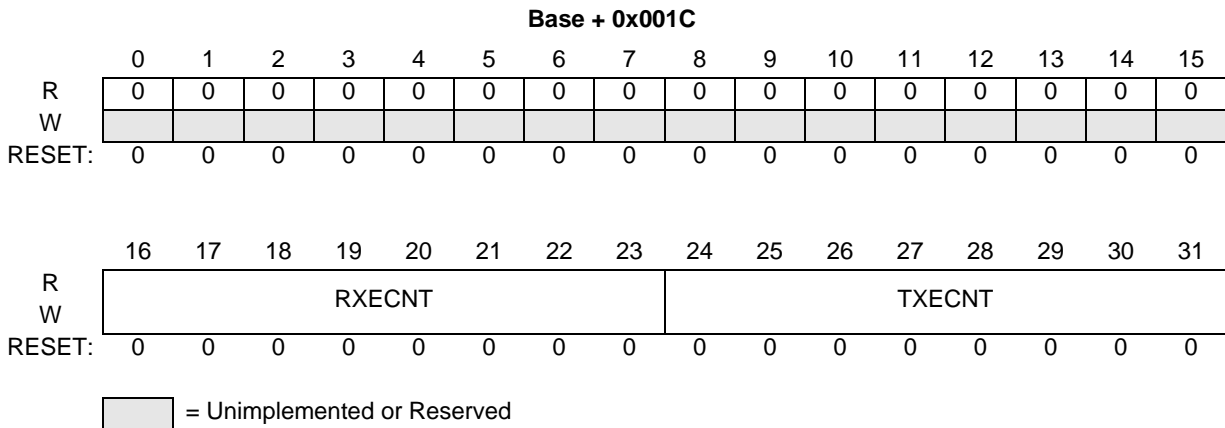 Base + 0x001C
0 1 2 3 4 5 6 7 8 9 10 11 12 13 14 15
R 0 0 0 0 0 0 0 0 0 0 0 0 0 0 0 0
W
RESET: 0 0 0 0 0 0 0 0 0 0 0 0 0 0 0 0
16 17 18 19 20 21 22 23 24 25 26 27 28 29 30 31
R
RXECNT TXECNT
W
RESET: 0 0 0 0 0 0 0 0 0 0 0 0 0 0 0 0
= Unimplemented or Reserved